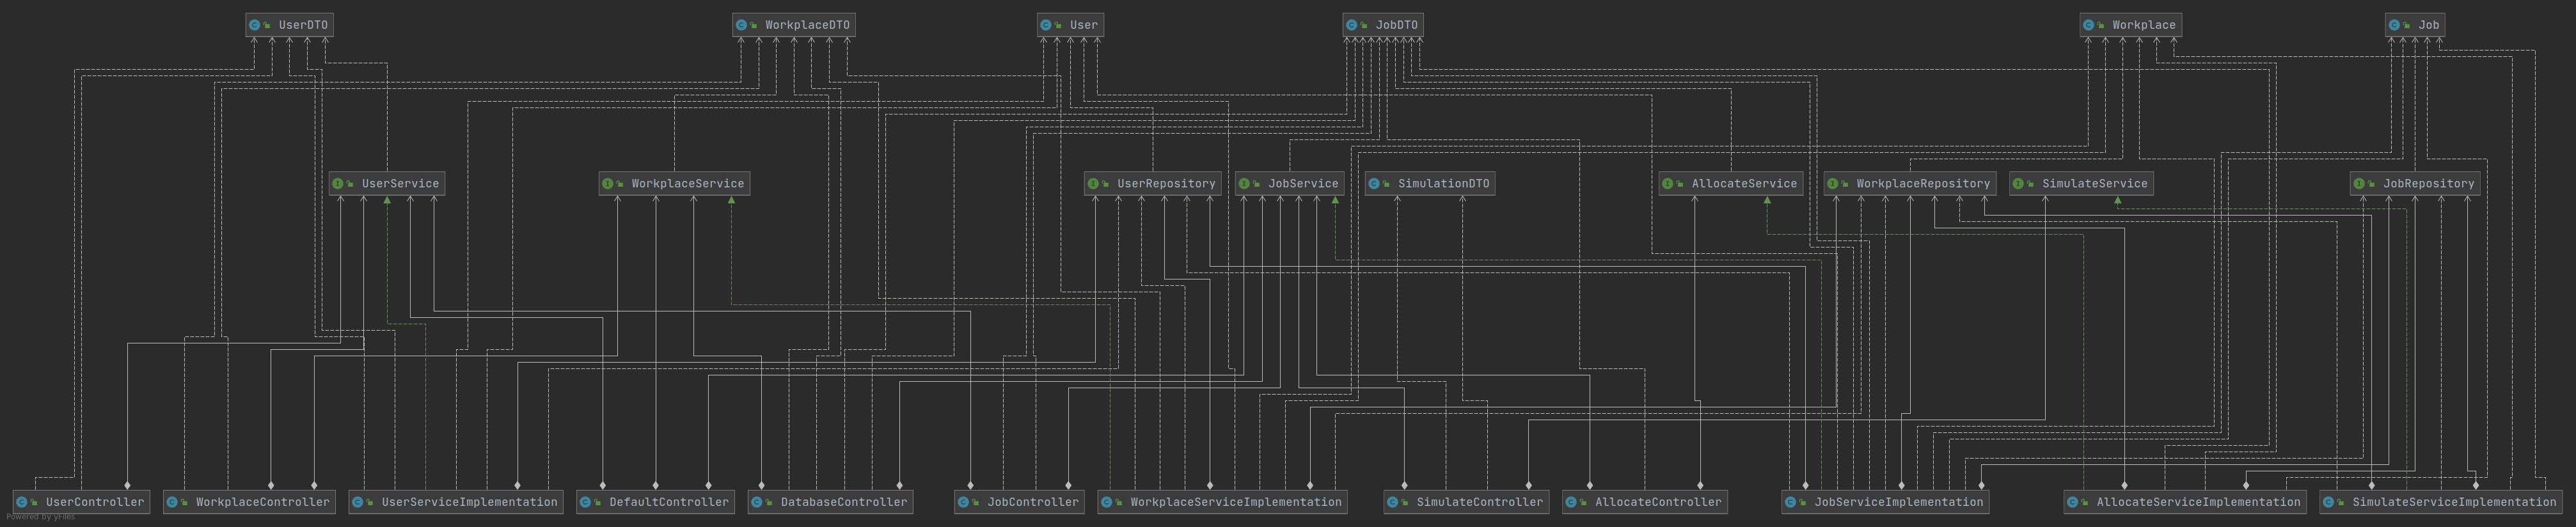 UserDTO
WorkplaceDTO
User
JobDTO
Workplace
Job
UserService
WorkplaceService
UserRepository
JobService
SimulationDTO
AllocateService
WorkplaceRepository
SimulateService
JobRepository
UserController
WorkplaceController
UserServiceImplementation
DefaultController
DatabaseController
JobController
WorkplaceServiceImplementation
SimulateController
AllocateController
JobServiceImplementation
AllocateServiceImplementation
SimulateServiceImplementation
Powered by yFiles